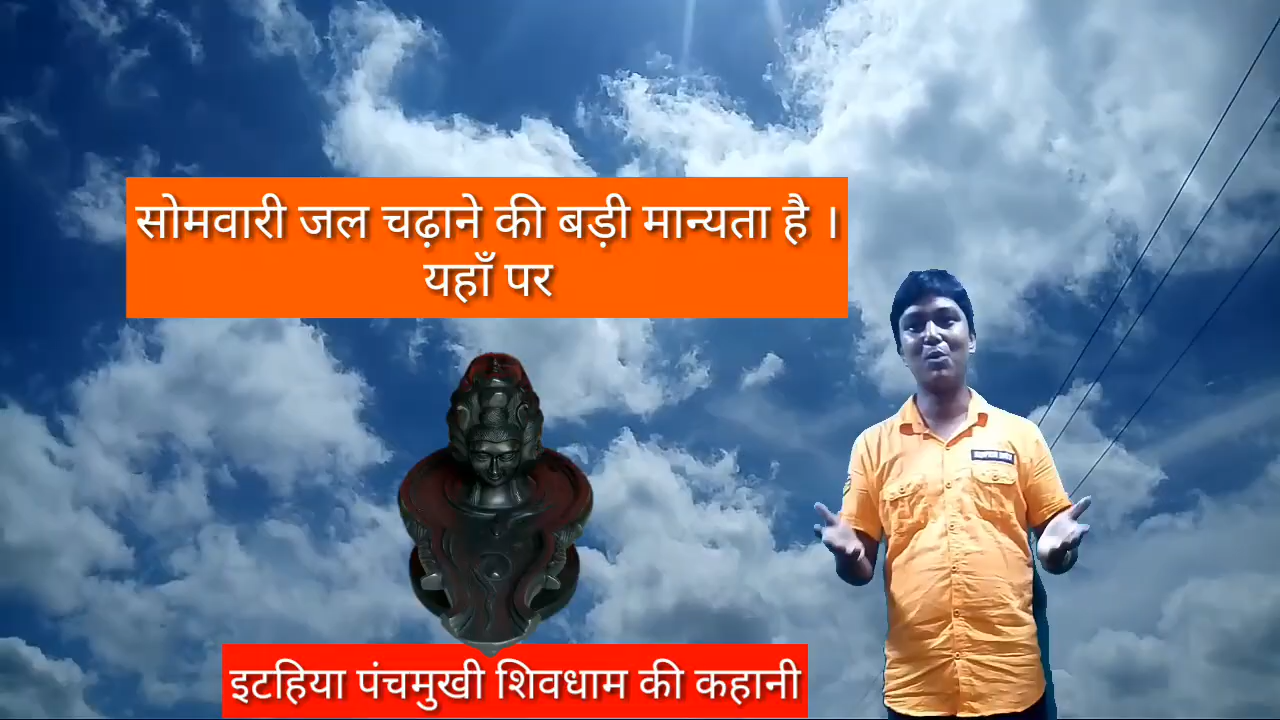 सोमवारी जल चढ़ाने की बड़ी मान्यता है ।
यहाँ पर
इटहिया पंचमुखी शिवधाम की कहानी